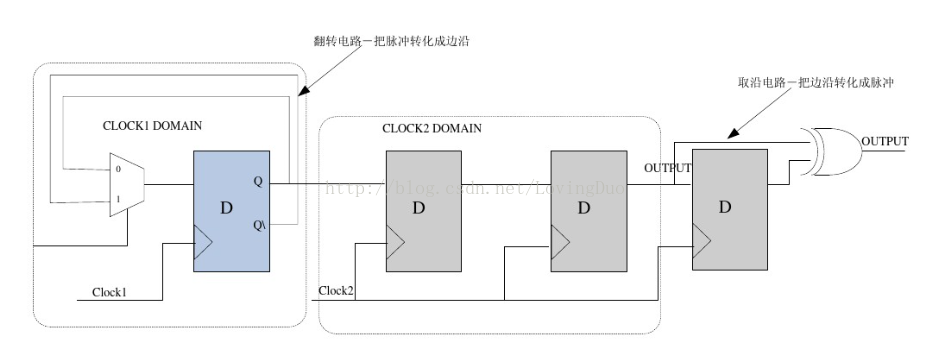 翻转电路－把脉冲转化成边沿
取沿电路－把边沿转化成脉冲
CLOCK1 DOMAIN
CLOCK2 DOMAIN
OUTPUT
0
1
Q
D
Q\
OUTPUT
D
D
D
http://blog.csdn.net/LovingDuo
Clock1
Clock2